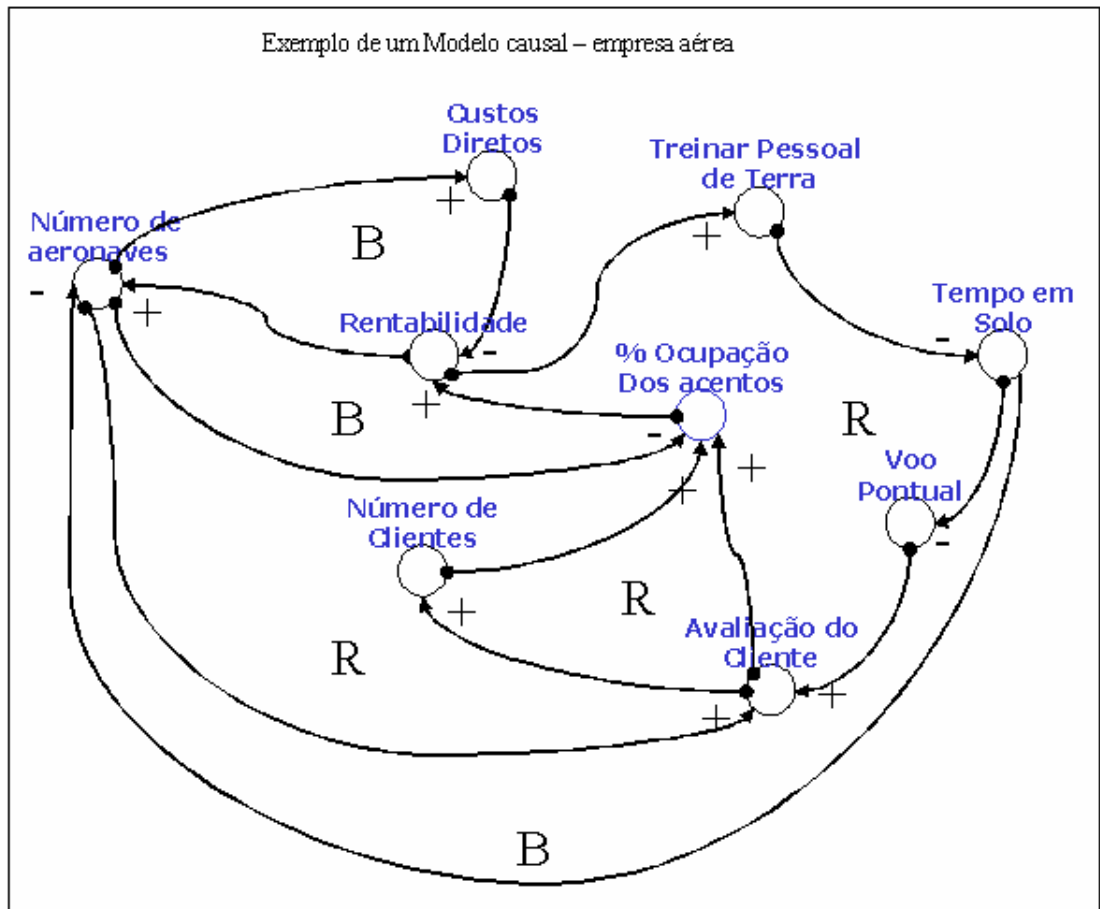 Exemplo de um Modelo causal – empresa aérea
Custos
Diretos
Treinar Pessoal
de Terra
+
+
B
Número de
aeronaves
-
+
Tempo em
Solo
-
Rentabilidade
-
% Ocupação
Dos acentos
+
B
-
R
+
Voo
Pontual
+
Número de
Clientes
-
+
R
Avaliação do
Cliente
R
+
+
B